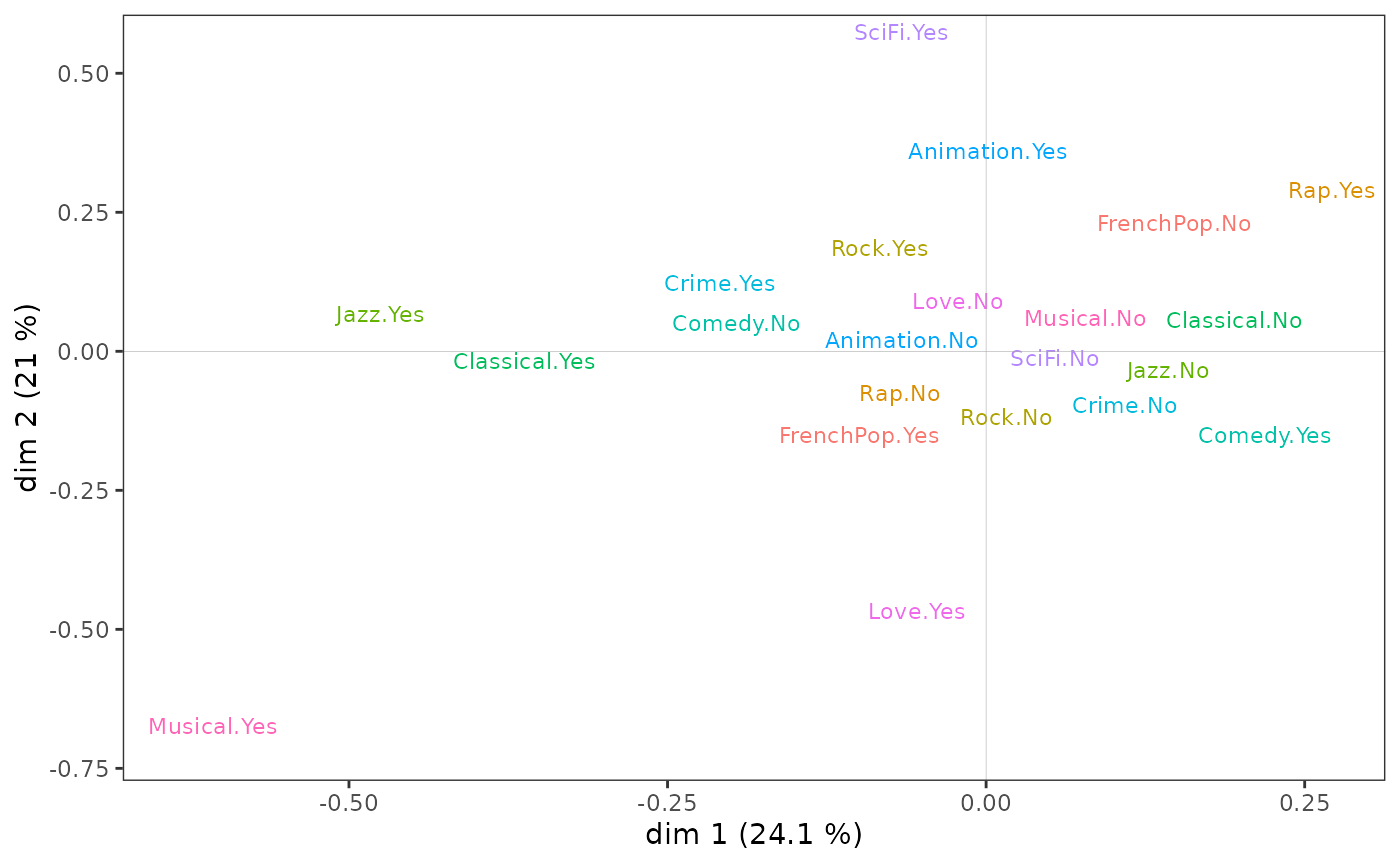 SciFi.Yes
0.50
Animation.Yes
Rap.Yes
0.25
FrenchPop.No
Rock.Yes
Crime.Yes
Love.No
Jazz.Yes
Musical.No
Classical.No
Comedy.No
Animation.No
0.00
SciFi.No
Classical.Yes
Jazz.No
Rap.No
Crime.No
Rock.No
FrenchPop.Yes
Comedy.Yes
-0.25
Love.Yes
-0.50
Musical.Yes
-0.75
dim 2 (21 %)
-0.50 -0.25 0.00 0.25
dim 1 (24.1 %)